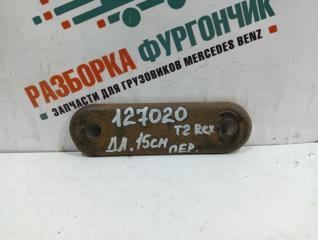 РАЗБОРКА ФУРГОНЧИК
ЗАПЧАСТИ ДЛЯ ГРУЗОВИКОВ MERCEDES BENZ
127020
T2 Rex
ДЛ. 15см
ПЕР.